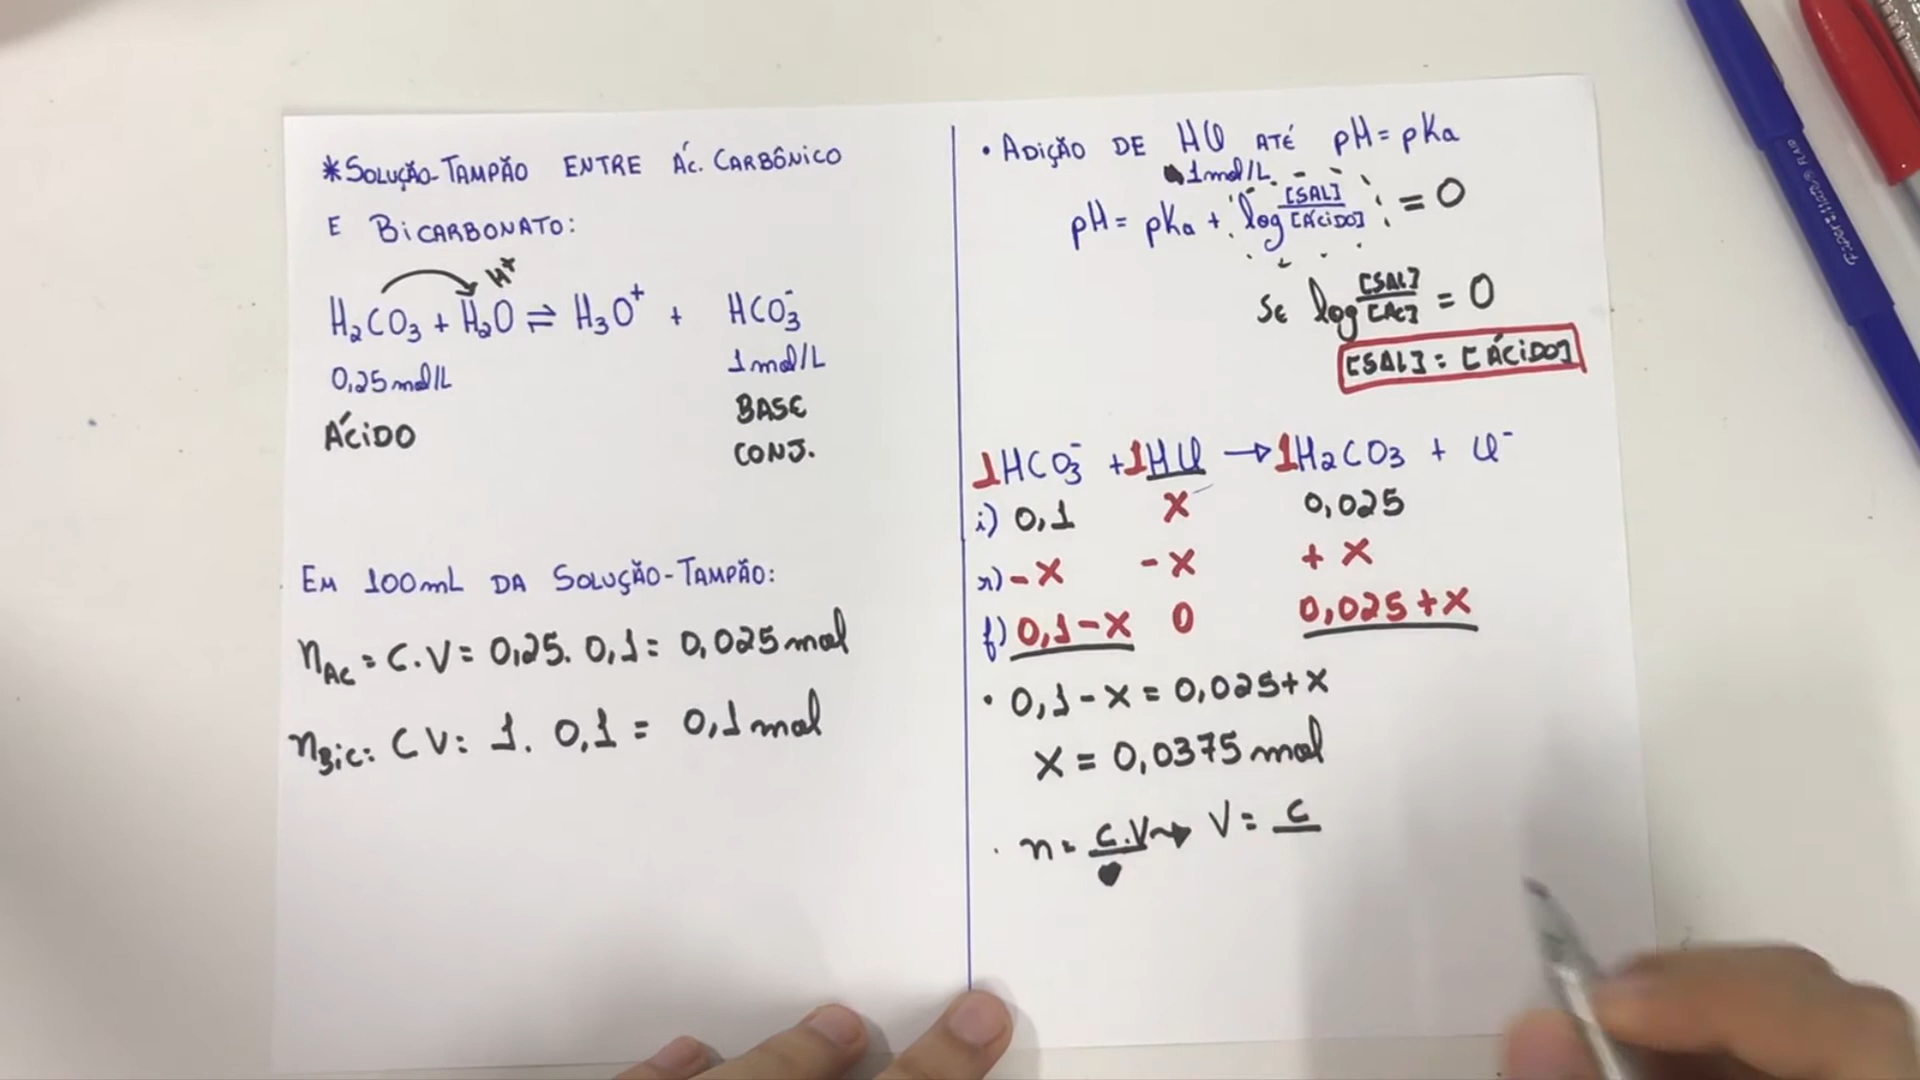 *SOLUÇÃO-TAMPÃO ENTRE ÁC. CARBÔNICO
E BICARBONATO:
H+
H₂CO₃ + H₂O ⇌ H₃O⁺ + HCO₃⁻
0,25 mol/L 1 mol/L
ÁCIDO BASE
CONJ.
EM 100mL DA SOLUÇÃO-TAMPÃO:
nAc = C.V = 0,25. 0,1 = 0,025 mol
nBic: C V: 1. 0,1 = 0,1 mol
• ADIÇÃO DE HCl ATÉ pH = pKa
1 mol/L
pH = pKa + log [SAL]/[ÁCIDO] = 0
SE log [SAL]/[AC] = 0
[SAL] = [ÁCIDO]
1HCO₃⁻ + 1HCl → 1H₂CO₃ + Cl⁻
i) 0,1 X 0,025
r) -X -X + X
f) 0,1-X 0 0,025+X
• 0,1 - X = 0,025+X
X = 0,0375 mol
• n = C.V → V = C
FLAIR
PaperMate